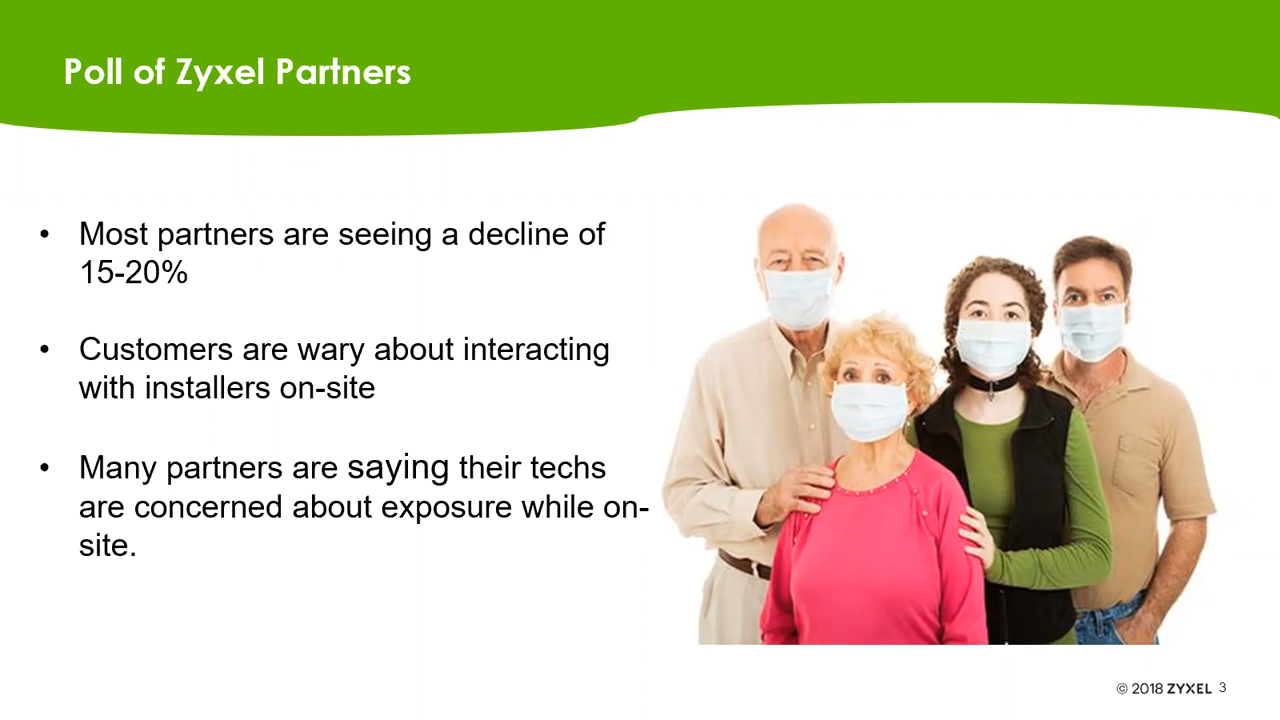 Poll of Zyxel Partners
• Most partners are seeing a decline of
15-20%
• Customers are wary about interacting
with installers on-site
• Many partners are saying their techs
are concerned about exposure while on-
site.
© 2018 ZYXEL 3